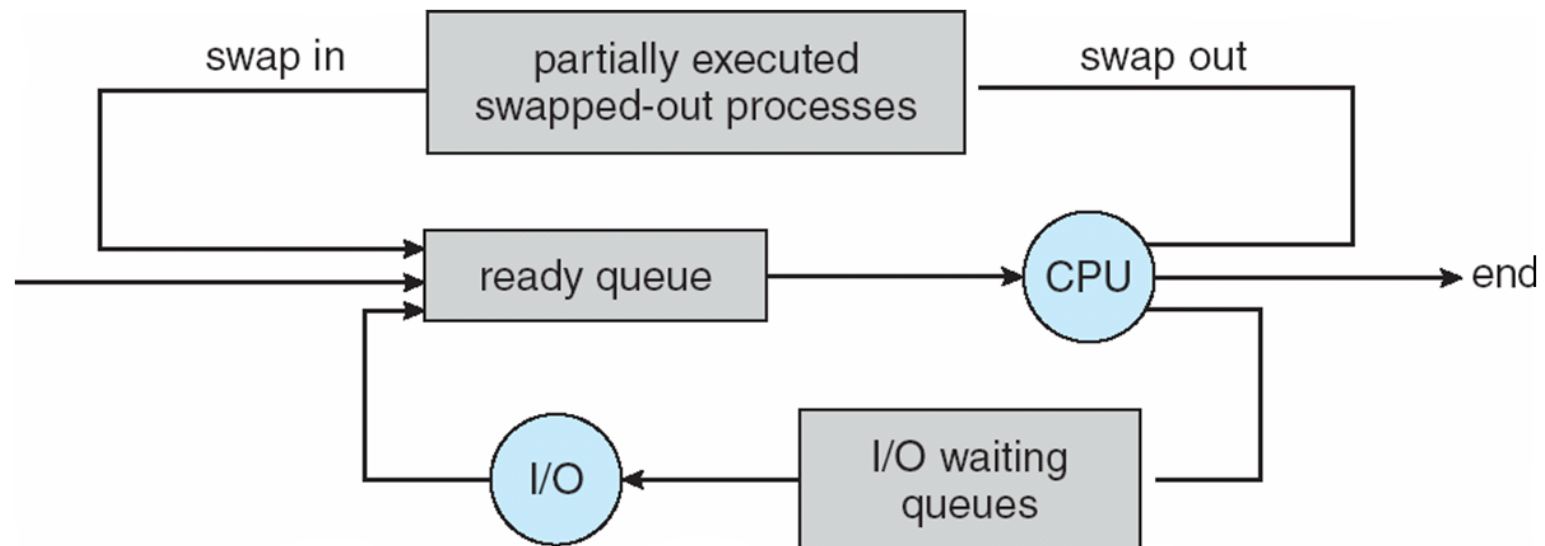 swap in
partially executed
swapped-out processes
swap out
ready queue
CPU
end
I/O
I/O waiting
queues